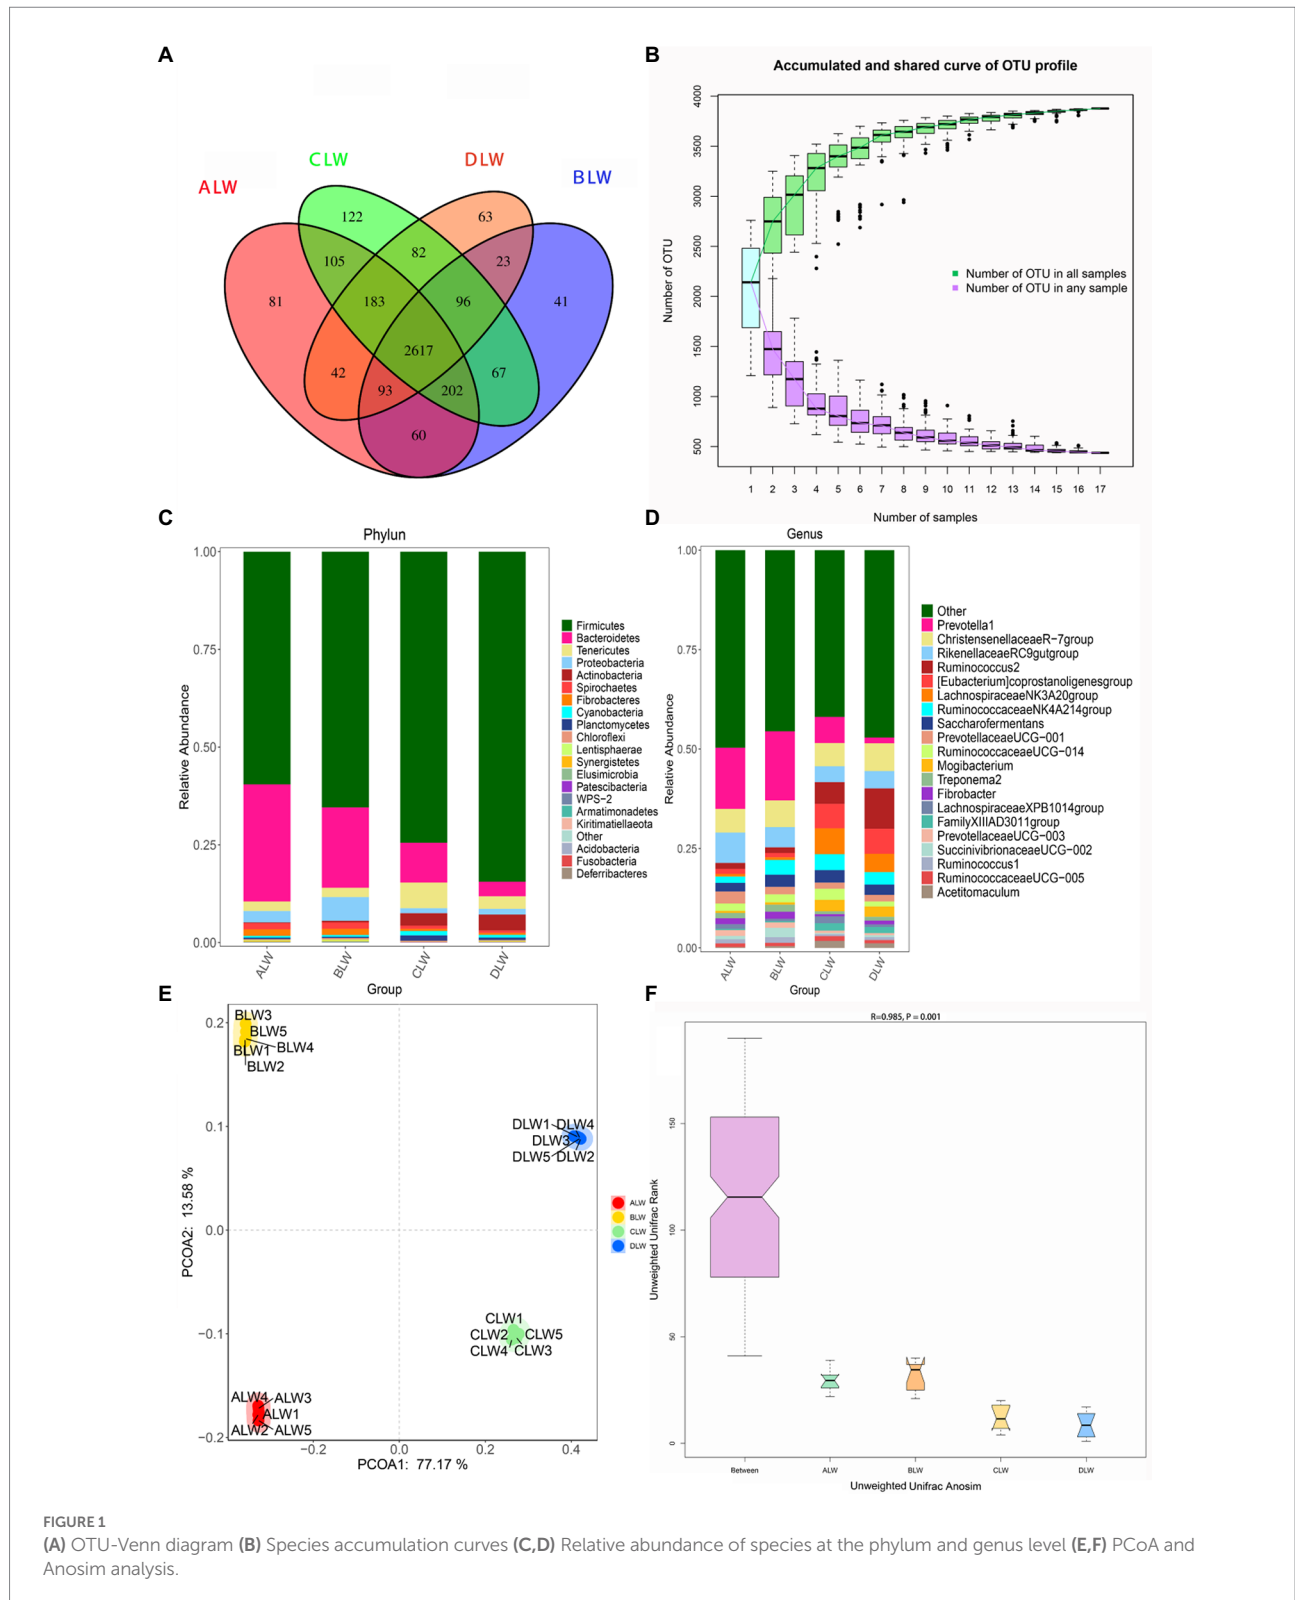 A
CLW
DLW
ALW
BLW
122
63
105
82
23
81
183
96
41
2617
42
93
202
67
60
B
Accumulated and shared curve of OTU profile
Number of OTU
4000
3500
3000
2500
2000
1500
1000
500
Number of OTU in all samples
Number of OTU in any sample
1 2 3 4 5 6 7 8 9 10 11 12 13 14 15 16 17
Number of samples
C
Phylun
Relative Abundance
1.00
0.75
0.50
0.25
0.00
ALW BLW CLW DLW
Group
Firmicutes
Bacteroidetes
Tenericutes
Proteobacteria
Actinobacteria
Spirochaetes
Fibrobacteres
Cyanobacteria
Planctomycetes
Chloroflexi
Lentisphaerae
Synergistetes
Elusimicrobia
Patescibacteria
WPS-2
Armatimonadetes
Kiritimatiellaeota
Other
Acidobacteria
Fusobacteria
Deferribacteres
D
Genus
Relative Abundance
1.00
0.75
0.50
0.25
0.00
ALW BLW CLW DLW
Group
Other
Prevotella1
ChristensenellaceaeR-7group
RikenellaceaeRC9gutgroup
Ruminococcus2
[Eubacterium]coprostanoligenesgroup
LachnospiraceaeNK3A20group
RuminococcaceaeNK4A214group
Saccharofermentans
PrevotellaceaeUCG-001
RuminococcaceaeUCG-014
Mogibacterium
Treponema2
Fibrobacter
LachnospiraceaeXPB1014group
FamilyXIIIAD3011group
PrevotellaceaeUCG-003
SuccinivibrionaceaeUCG-002
Ruminococcus1
RuminococcaceaeUCG-005
Acetitomaculum
E
PCOA2: 13.58 %
0.2
0.1
0.0
-0.1
-0.2
BLW3
BLW5
BLW1 BLW4
BLW2
DLW1 DLW4
DLW3
DLW5 DLW2
CLW1
CLW2 CLW5
CLW4 CLW3
ALW4 ALW3
ALW1
ALW2 ALW5
-0.2 0.0 0.2 0.4
PCOA1: 77.17 %
ALW
BLW
CLW
DLW
F
R=0.985, P = 0.001
Unweighted Unifrac Rank
150
100
50
0
Between ALW BLW CLW DLW
Unweighted Unifrac Anosim
FIGURE 1
(A) OTU-Venn diagram (B) Species accumulation curves (C,D) Relative abundance of species at the phylum and genus level (E,F) PCoA and
Anosim analysis.